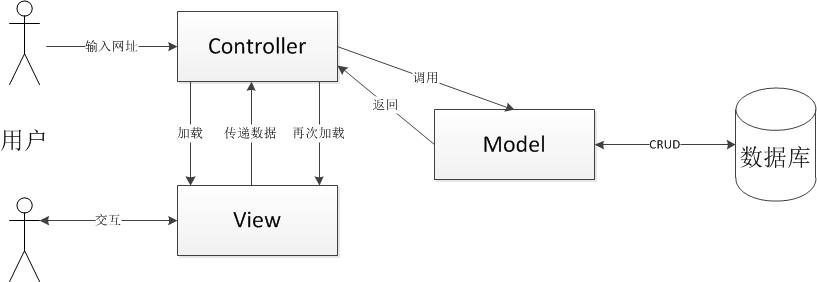 输入网址
Controller
调用
返回
加载
传递数据
再次加载
用户
Model
CRUD
数据库
交互
View